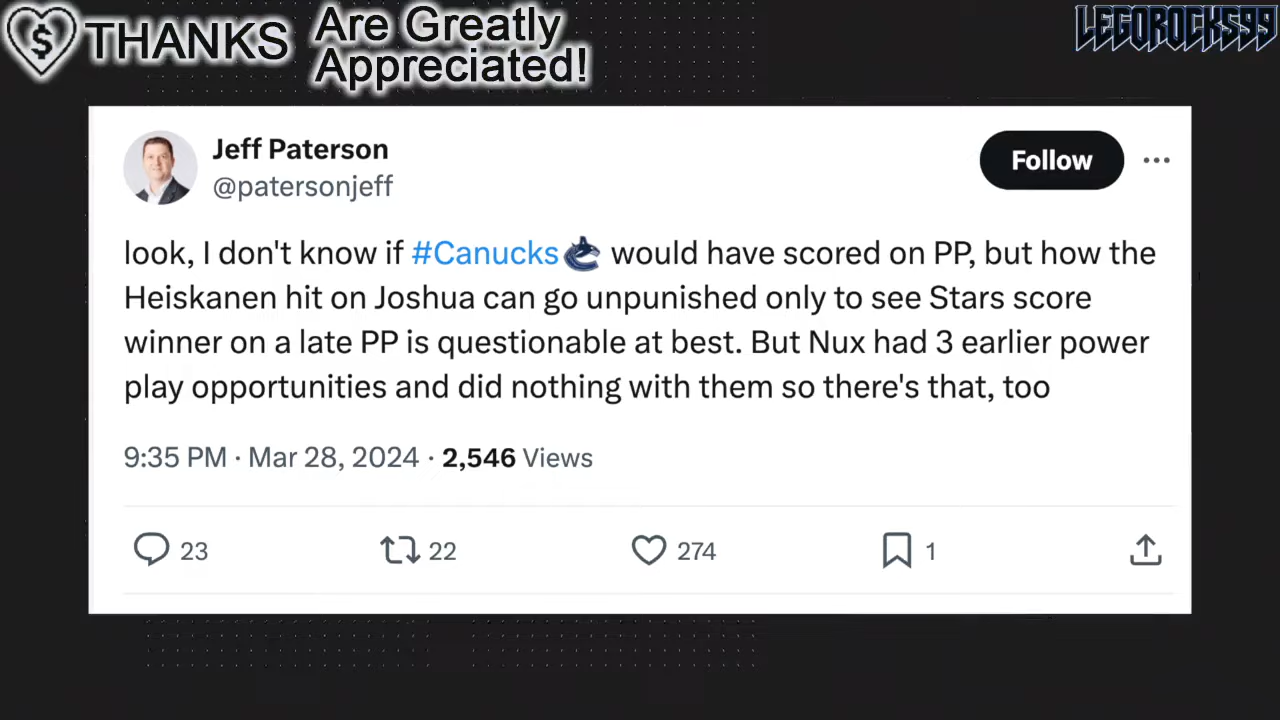 THANKS
Are Greatly
Appreciated!
LEGOROCKS99
Jeff Paterson
@patersonjeff
Follow
look, I don't know if #Canucks would have scored on PP, but how the
Heiskanen hit on Joshua can go unpunished only to see Stars score
winner on a late PP is questionable at best. But Nux had 3 earlier power
play opportunities and did nothing with them so there's that, too
9:35 PM · Mar 28, 2024 · 2,546 Views
23 22 274 1